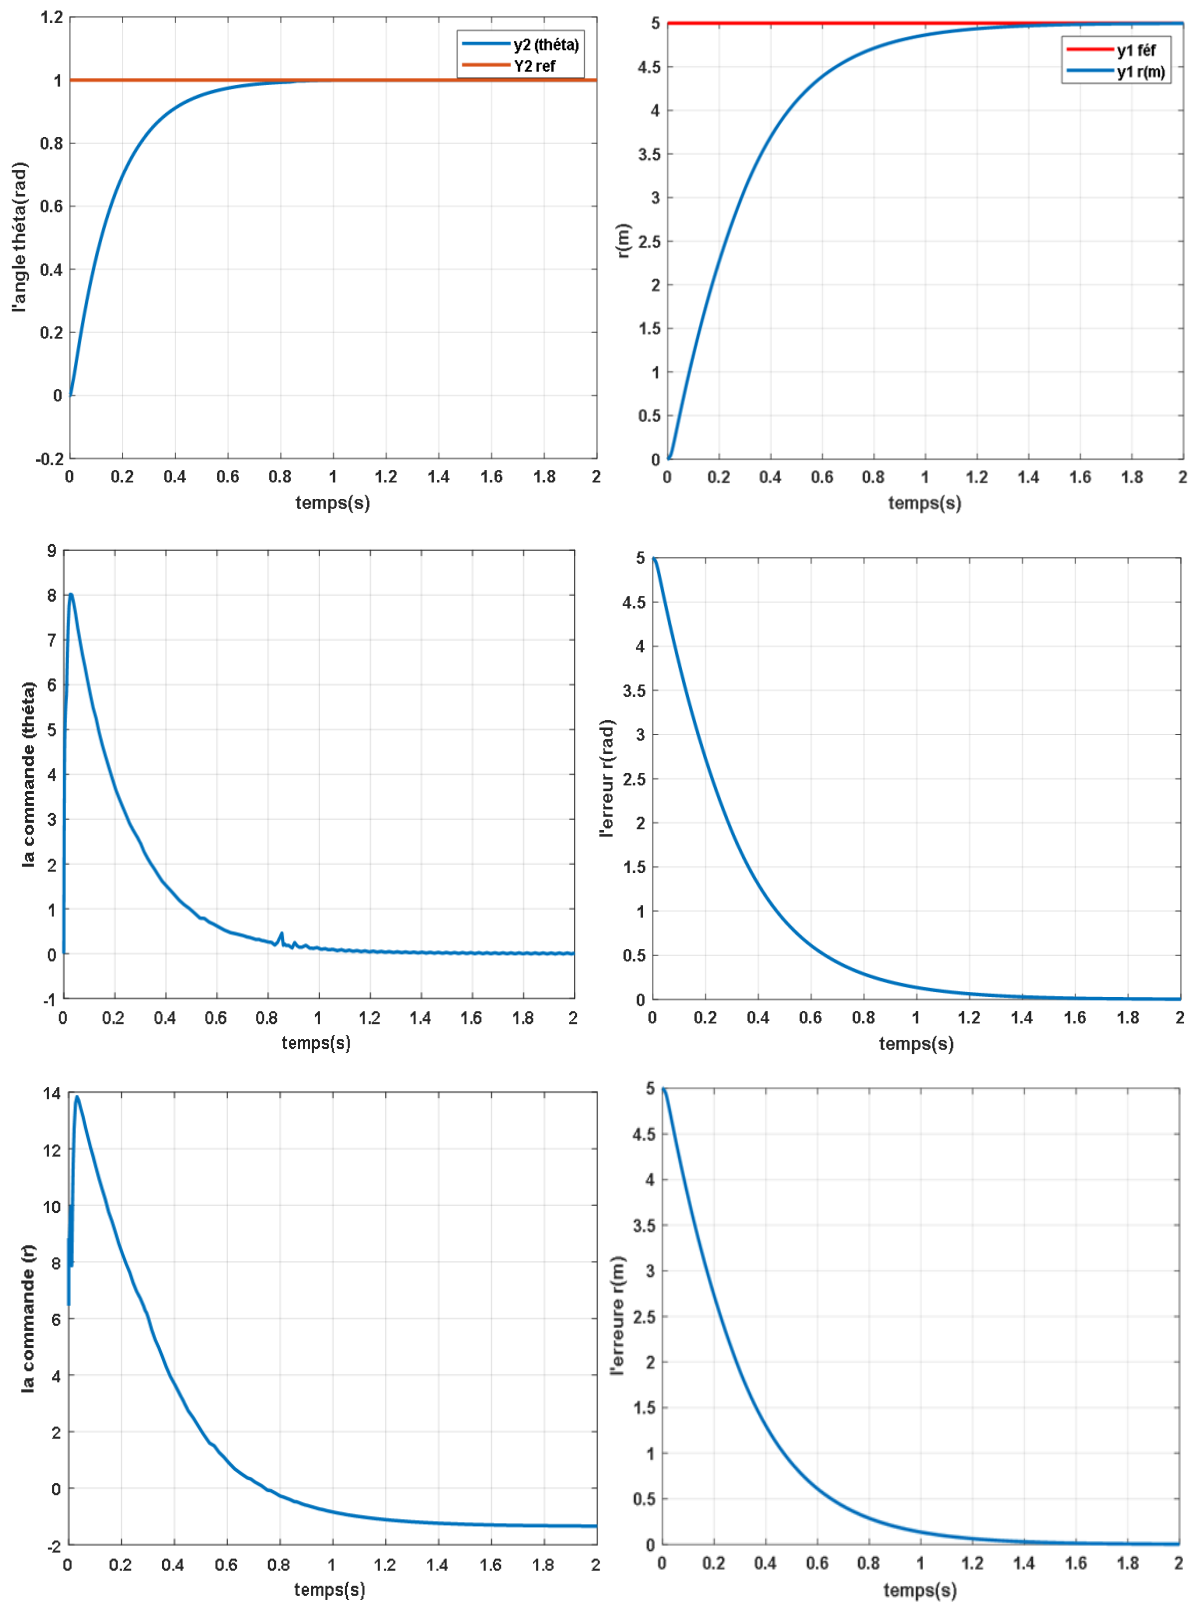 1.2
1
0.8
0.6
0.4
0.2
0
-0.2
l'angle théta(rad)
y2 (théta)
Y2 ref
0 0.2 0.4 0.6 0.8 1 1.2 1.4 1.6 1.8 2
temps(s)
5
4.5
4
3.5
3
2.5
2
1.5
1
0.5
0
r(m)
y1 féf
y1 r(m)
0 0.2 0.4 0.6 0.8 1 1.2 1.4 1.6 1.8 2
temps(s)
9
8
7
6
5
4
3
2
1
0
-1
la commande (théta)
0 0.2 0.4 0.6 0.8 1 1.2 1.4 1.6 1.8 2
temps(s)
5
4.5
4
3.5
3
2.5
2
1.5
1
0.5
0
l'erreur r(rad)
0 0.2 0.4 0.6 0.8 1 1.2 1.4 1.6 1.8 2
temps(s)
14
12
10
8
6
4
2
0
-2
la commande (r)
0 0.2 0.4 0.6 0.8 1 1.2 1.4 1.6 1.8 2
temps(s)
5
4.5
4
3.5
3
2.5
2
1.5
1
0.5
0
l'erreure r(m)
0 0.2 0.4 0.6 0.8 1 1.2 1.4 1.6 1.8 2
temps(s)